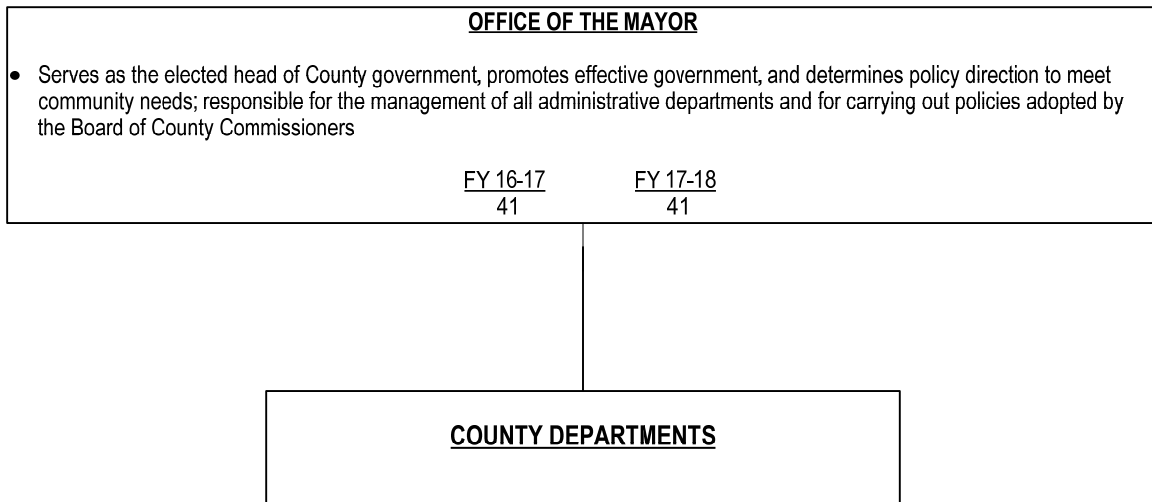 OFFICE OF THE MAYOR
• Serves as the elected head of County government, promotes effective government, and determines policy direction to meet
community needs; responsible for the management of all administrative departments and for carrying out policies adopted by
the Board of County Commissioners
FY 16-17 FY 17-18
41 41
COUNTY DEPARTMENTS